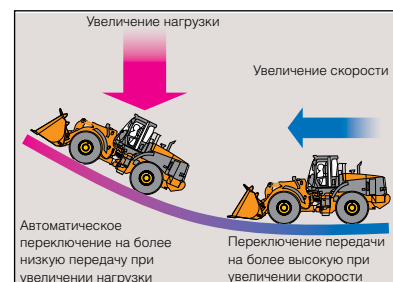 Увеличение нагрузки
Увеличение скорости
Автоматическое
переключение на более
низкую передачу при
увеличении нагрузки
Переключение передачи
на более высокую при
увеличении скорости